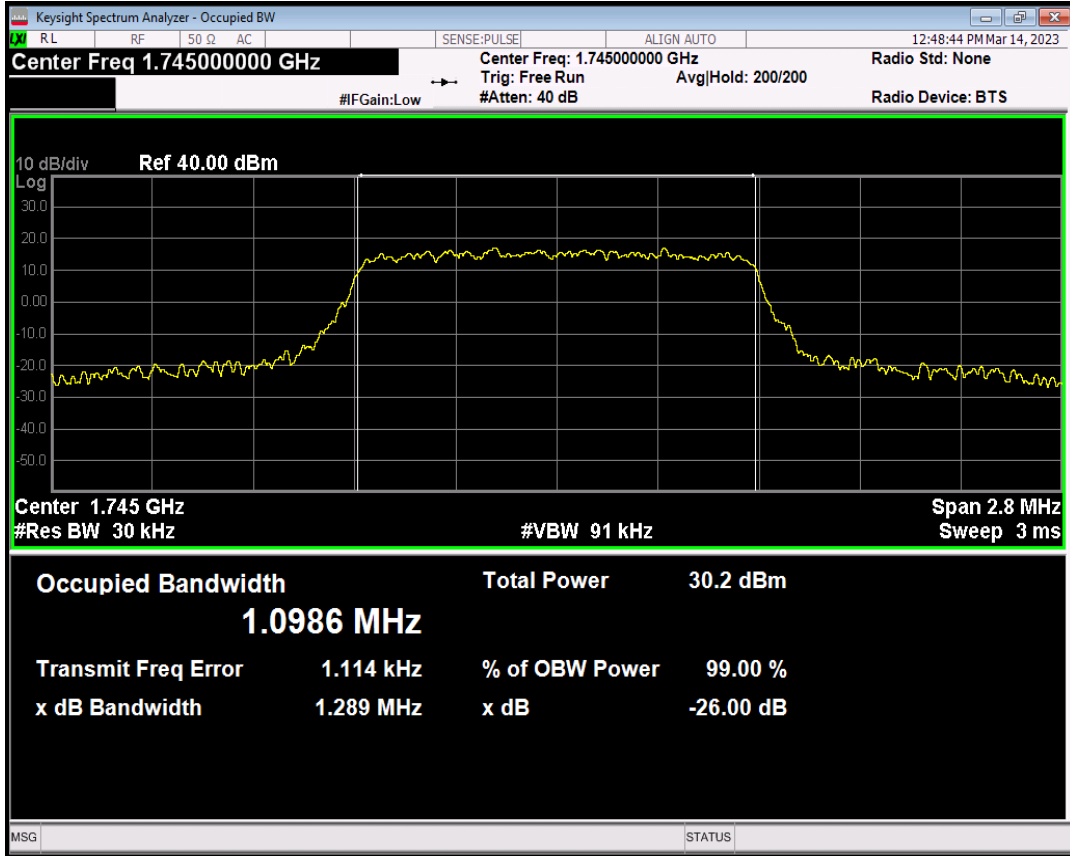 Keysight Spectrum Analyzer - Occupied BW
LXI RL RF 50 Ω AC SENSE:PULSE ALIGN AUTO 12:48:44 PM Mar 14, 2023
Center Freq 1.745000000 GHz Center Freq: 1.745000000 GHz Radio Std: None
Trig: Free Run Avg|Hold: 200/200
#IFGain:Low #Atten: 40 dB Radio Device: BTS
10 dB/div Ref 40.00 dBm
Log
30.0
20.0
10.0
0.00
-10.0
-20.0
-30.0
-40.0
-50.0
Center 1.745 GHz Span 2.8 MHz
#Res BW 30 kHz #VBW 91 kHz Sweep 3 ms
Occupied Bandwidth Total Power 30.2 dBm
1.0986 MHz
Transmit Freq Error 1.114 kHz % of OBW Power 99.00 %
x dB Bandwidth 1.289 MHz x dB -26.00 dB
MSG STATUS